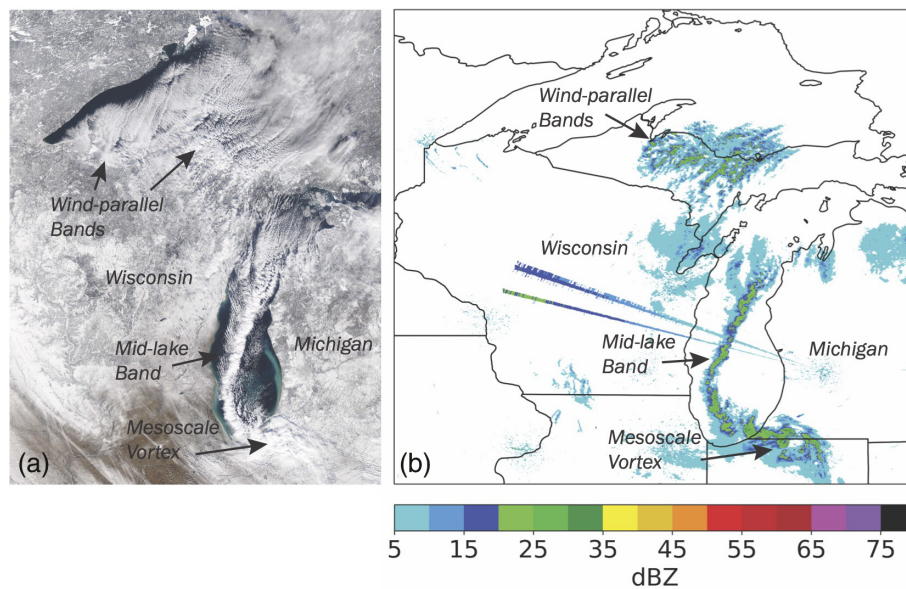 Wind-parallel
Bands
Wisconsin
Mid-lake
Band
Michigan
Mesoscale
Vortex
(a)
Wind-parallel
Bands
Wisconsin
Mid-lake
Band
Michigan
Mesoscale
Vortex
(b)
5 15 25 35 45 55 65 75
dBZ